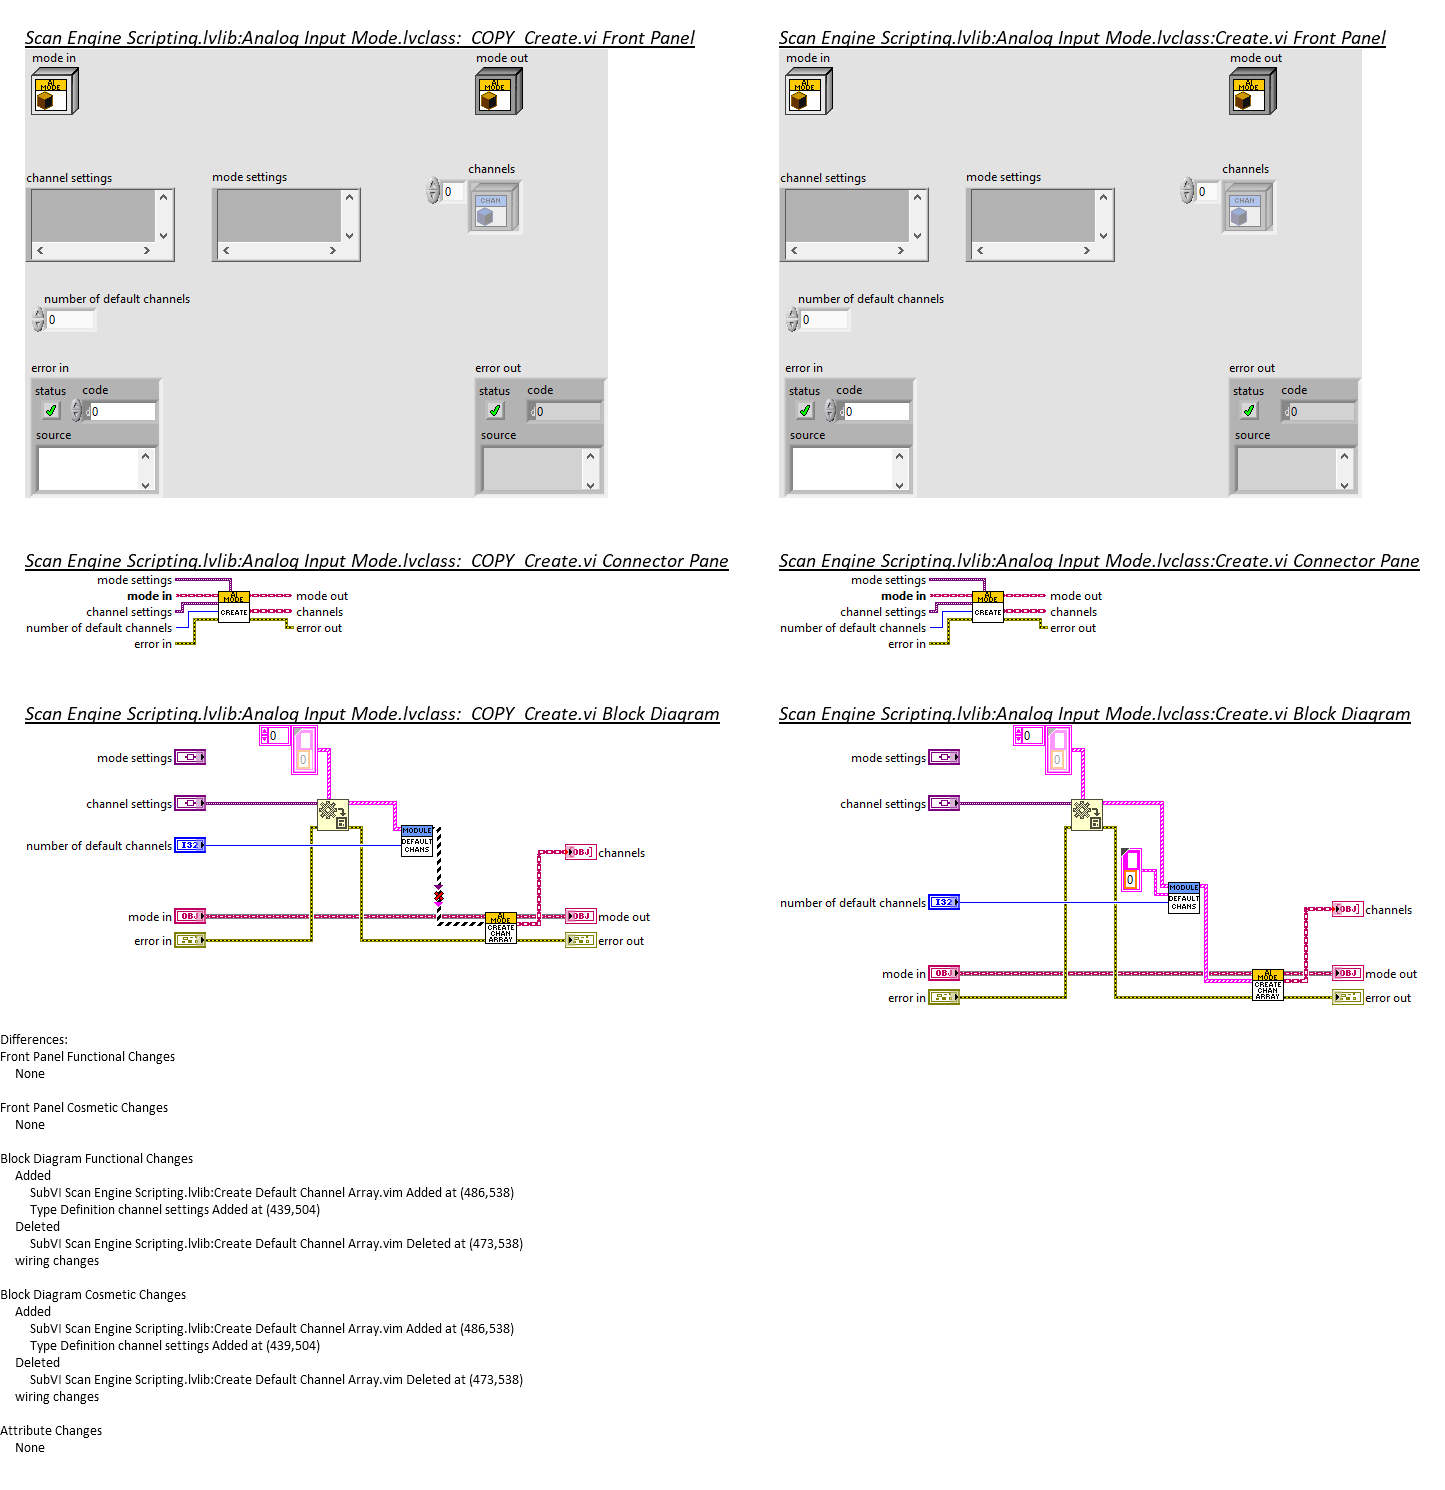 Scan Engine Scripting.lvlib:Analog Input Mode.lvclass:_COPY_Create.vi Front Panel
mode in
AI MODE
mode out
AI MODE
channel settings
mode settings
channels
0
CHAN
number of default channels
0
error in
status
code
d 0
source
error out
status
code
d 0
source
Scan Engine Scripting.lvlib:Analog Input Mode.lvclass:Create.vi Front Panel
mode in
AI MODE
mode out
AI MODE
channel settings
mode settings
channels
0
CHAN
number of default channels
0
error in
status
code
d 0
source
error out
status
code
d 0
source
Scan Engine Scripting.lvlib:Analog Input Mode.lvclass:_COPY_Create.vi Connector Pane
mode settings
mode in
channel settings
number of default channels
error in
AI MODE
CREATE
mode out
channels
error out
Scan Engine Scripting.lvlib:Analog Input Mode.lvclass:Create.vi Connector Pane
mode settings
mode in
channel settings
number of default channels
error in
AI MODE
CREATE
mode out
channels
error out
Scan Engine Scripting.lvlib:Analog Input Mode.lvclass:_COPY_Create.vi Block Diagram
0
0
mode settings
channel settings
MODULE
DEFAULT
CHANS
number of default channels
I32
OBJ
channels
mode in
OBJ
AI MODE
CREATE
CHAN
ARRAY
OBJ
mode out
error in
error out
Scan Engine Scripting.lvlib:Analog Input Mode.lvclass:Create.vi Block Diagram
0
0
mode settings
channel settings
0
MODULE
DEFAULT
CHANS
number of default channels
I32
OBJ
channels
mode in
OBJ
AI MODE
CREATE
CHAN
ARRAY
OBJ
mode out
error in
error out
Differences:
Front Panel Functional Changes
None
Front Panel Cosmetic Changes
None
Block Diagram Functional Changes
Added
SubVI Scan Engine Scripting.lvlib:Create Default Channel Array.vim Added at (486,538)
Type Definition channel settings Added at (439,504)
Deleted
SubVI Scan Engine Scripting.lvlib:Create Default Channel Array.vim Deleted at (473,538)
wiring changes
Block Diagram Cosmetic Changes
Added
SubVI Scan Engine Scripting.lvlib:Create Default Channel Array.vim Added at (486,538)
Type Definition channel settings Added at (439,504)
Deleted
SubVI Scan Engine Scripting.lvlib:Create Default Channel Array.vim Deleted at (473,538)
wiring changes
Attribute Changes
None